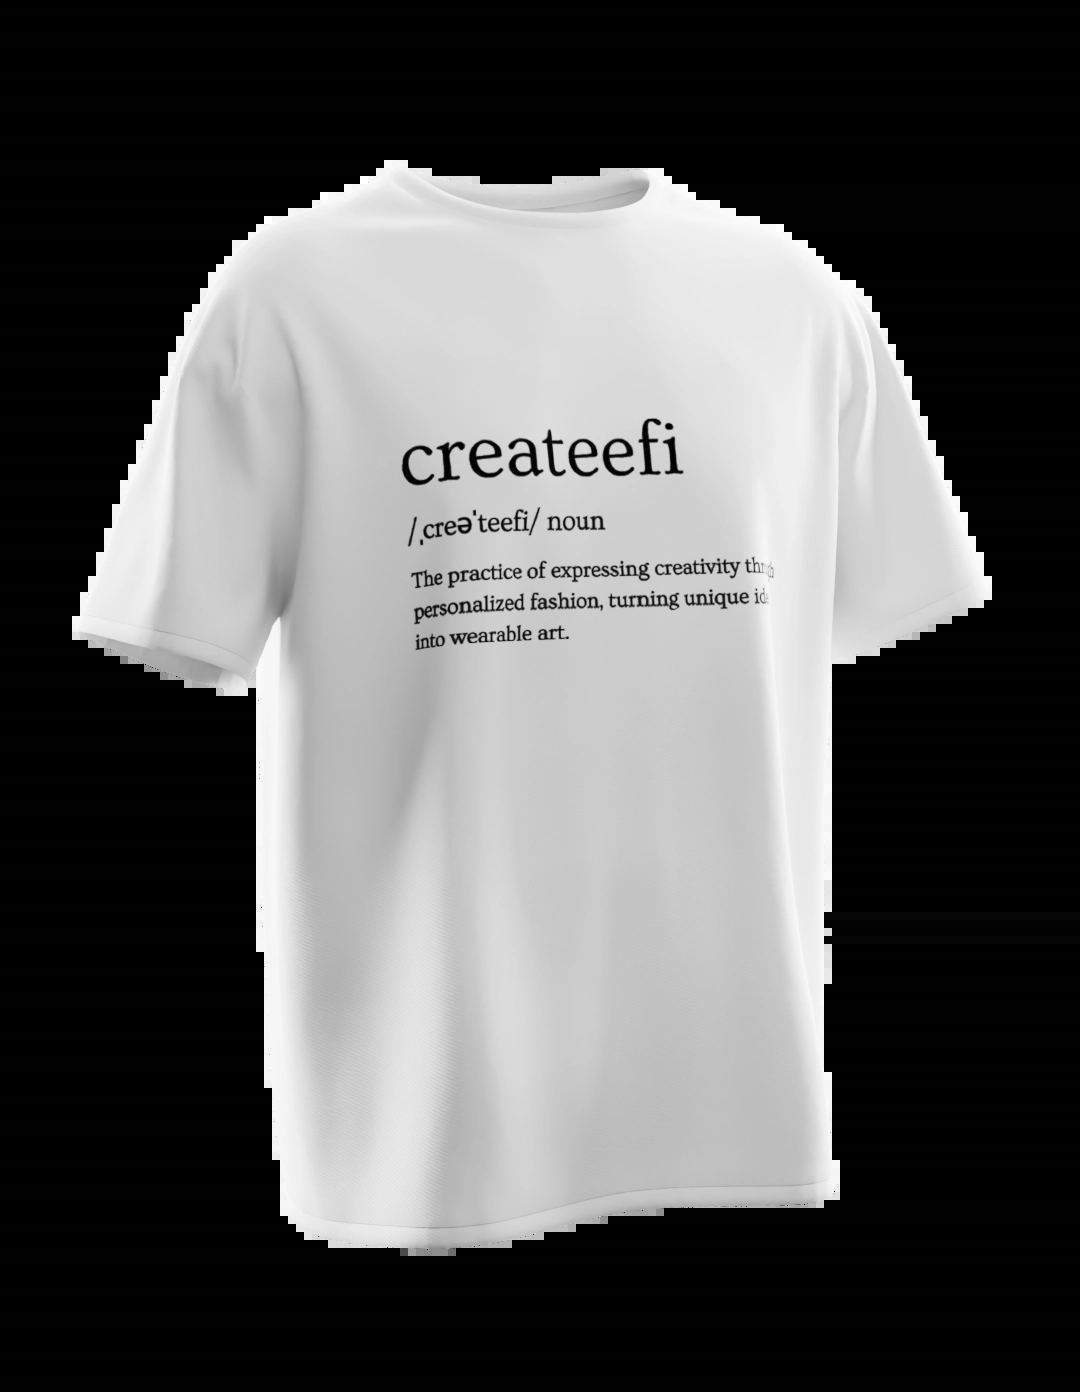 createefi
/ˌcreəˈteefi/ noun
The practice of expressing creativity
personalized fashion, turning unique
into wearable art.